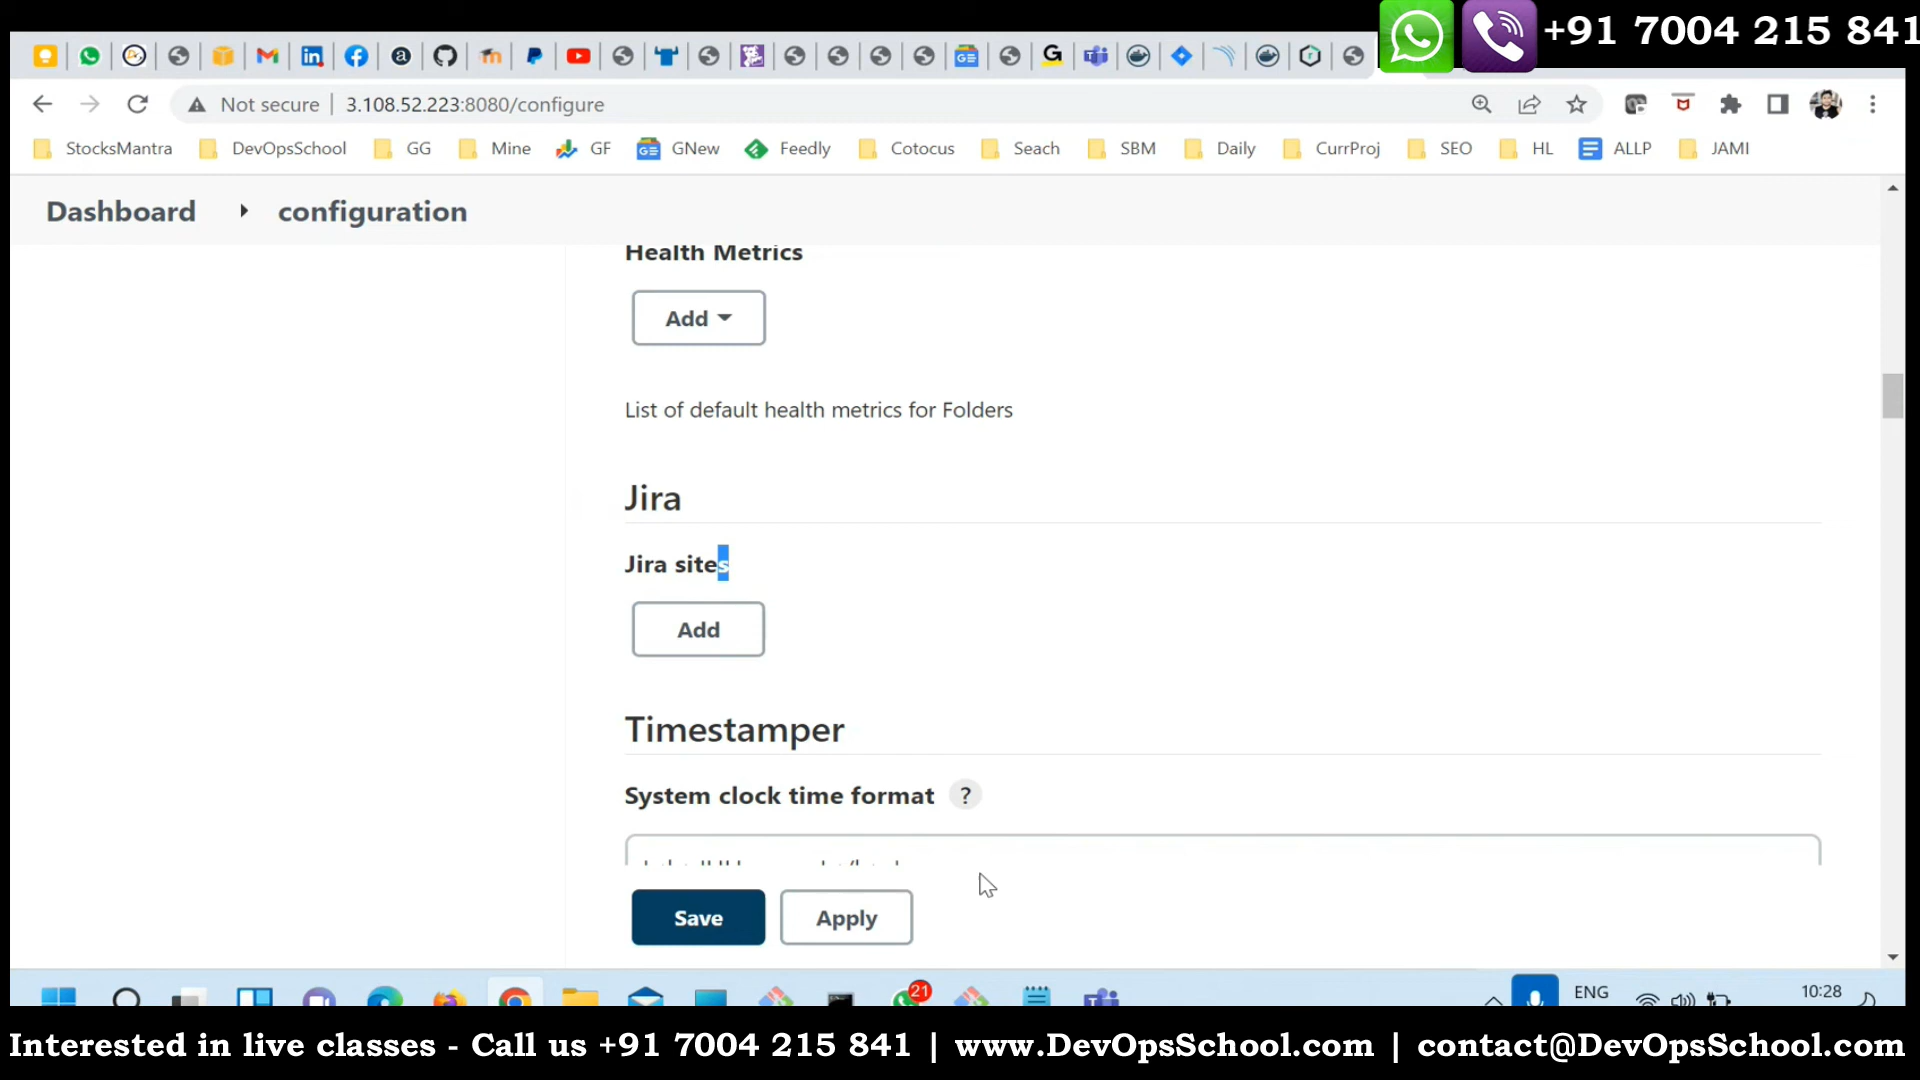 +91 7004 215 841
Not secure 3.108.52.223:8080/configure
StocksMantra DevOpsSchool GG Mine GF GNew Feedly Cotocus Seach SBM Daily CurrProj SEO HL ALLP JAMI
Dashboard configuration
Health Metrics
Add
List of default health metrics for Folders
Jira
Jira sites
Add
Timestamper
System clock time format ?
Save Apply
21
ENG
10:28
Interested in live classes - Call us +91 7004 215 841 | www.DevOpsSchool.com | contact@DevOpsSchool.com